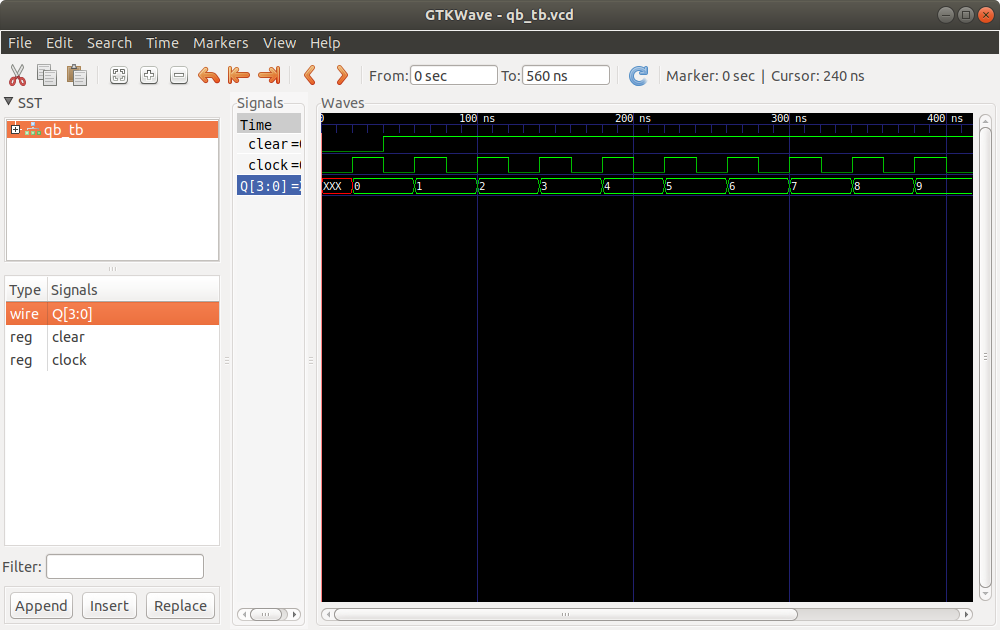 GTKWave - qb_tb.vcd
File Edit Search Time Markers View Help
From: 0 sec To: 560 ns Marker: 0 sec | Cursor: 240 ns
SST
qb_tb
Type Signals
wire Q[3:0]
reg clear
reg clock
Filter:
Append Insert Replace
Signals
Time
clear =
clock =
Q[3:0] =
Waves
0 100 ns 200 ns 300 ns 400 ns
XXX 0 1 2 3 4 5 6 7 8 9